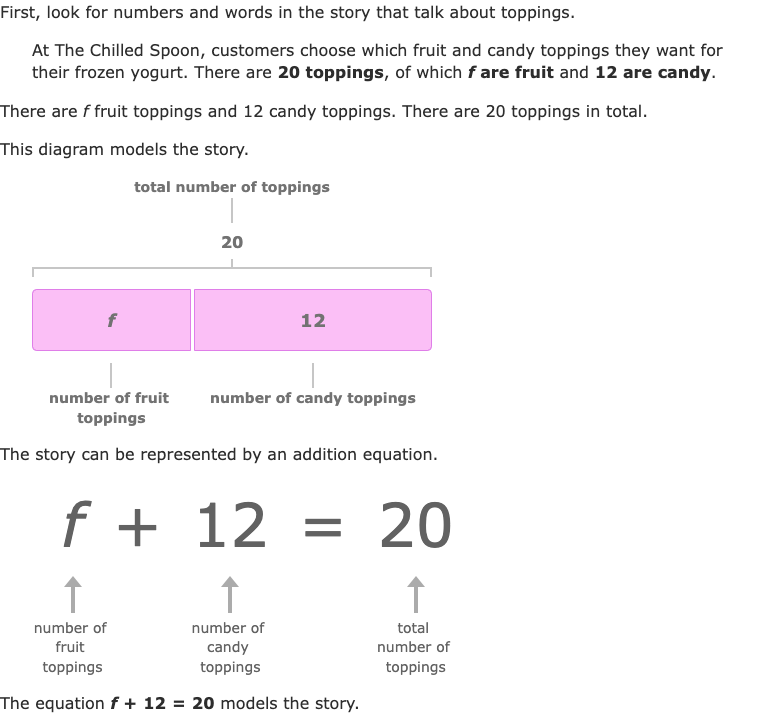 First, look for numbers and words in the story that talk about toppings.
At The Chilled Spoon, customers choose which fruit and candy toppings they want for
their frozen yogurt. There are 20 toppings, of which f are fruit and 12 are candy.
There are f fruit toppings and 12 candy toppings. There are 20 toppings in total.
This diagram models the story.
total number of toppings
20
f 12
number of fruit number of candy toppings
toppings
The story can be represented by an addition equation.
f + 12 = 20
number of number of total
fruit candy number of
toppings toppings toppings
The equation f + 12 = 20 models the story.